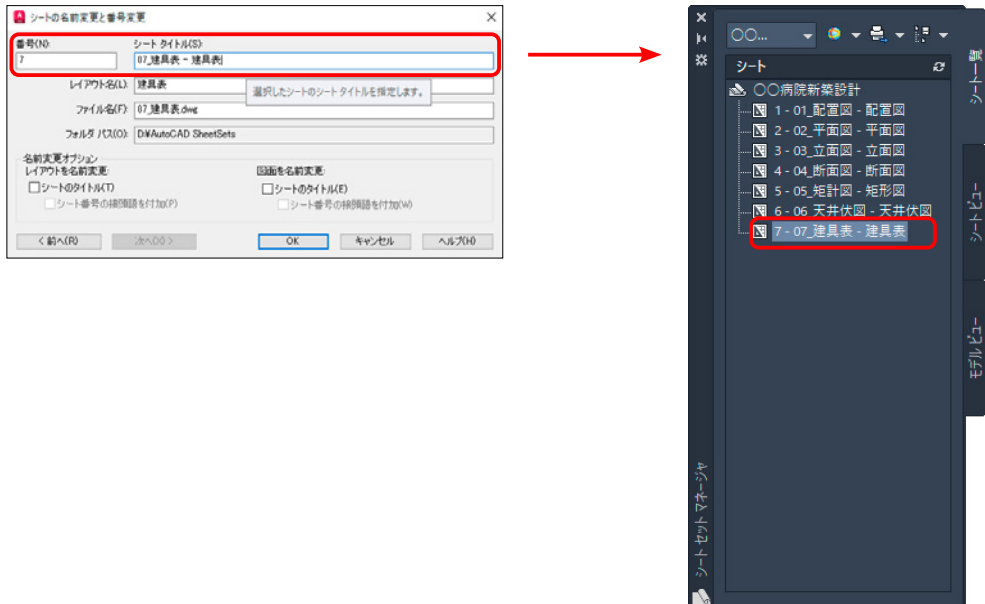 シートの名前変更と番号変更
番号(N):
シート タイトル(S):
7
07_建具表 - 建具表
レイアウト名(L):
建具表
選択したシートのシート タイトルを指定します。
ファイル名(F):
07_建具表.dwg
フォルダ パス(O):
D:¥AutoCAD SheetSets
名前変更オプション
レイアウトを名前変更:
図面を名前変更:
シートのタイトル(T)
シートのタイトル(E)
シート番号の接頭語を付加(P)
シート番号の接頭語を付加(W)
< 前へ(R)
次へ(X) >
OK
キャンセル
ヘルプ(H)
〇〇...
シート
〇〇病院新築設計
1 - 01_配置図 - 配置図
2 - 02_平面図 - 平面図
3 - 03_立面図 - 立面図
4 - 04_断面図 - 断面図
5 - 05_矩計図 - 矩形図
6 - 06_天井伏図 - 天井伏図
7 - 07_建具表 - 建具表
シート一覧
シート ビュー
モデル ビュー
シート セット マネージャ